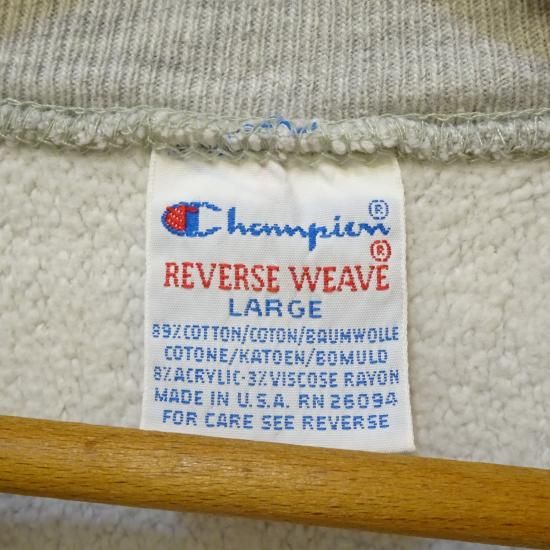 Champion®
REVERSE WEAVE®
LARGE
89% COTTON/COTON/BAUMWOLLE
COTONE/KATOEN/BOMULD
8% ACRYLIC-3% VISCOSE RAYON
MADE IN U.S.A. RN 26094
FOR CARE SEE REVERSE